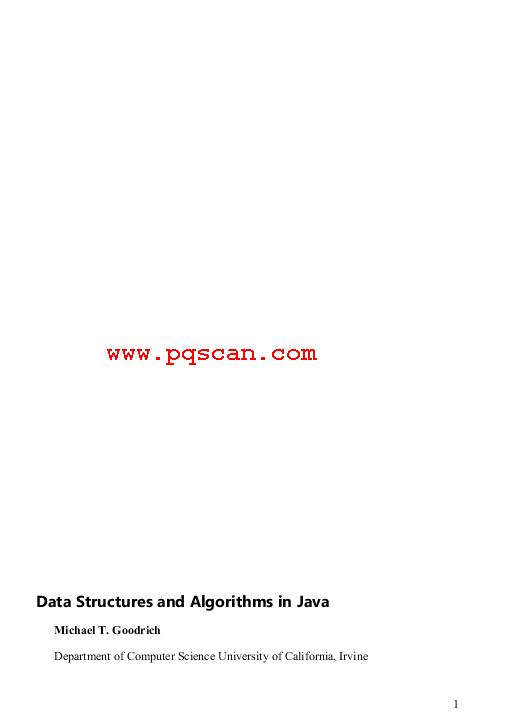 www.pqscan.com
Data Structures and Algorithms in Java
Michael T. Goodrich
Department of Computer Science University of California, Irvine
1